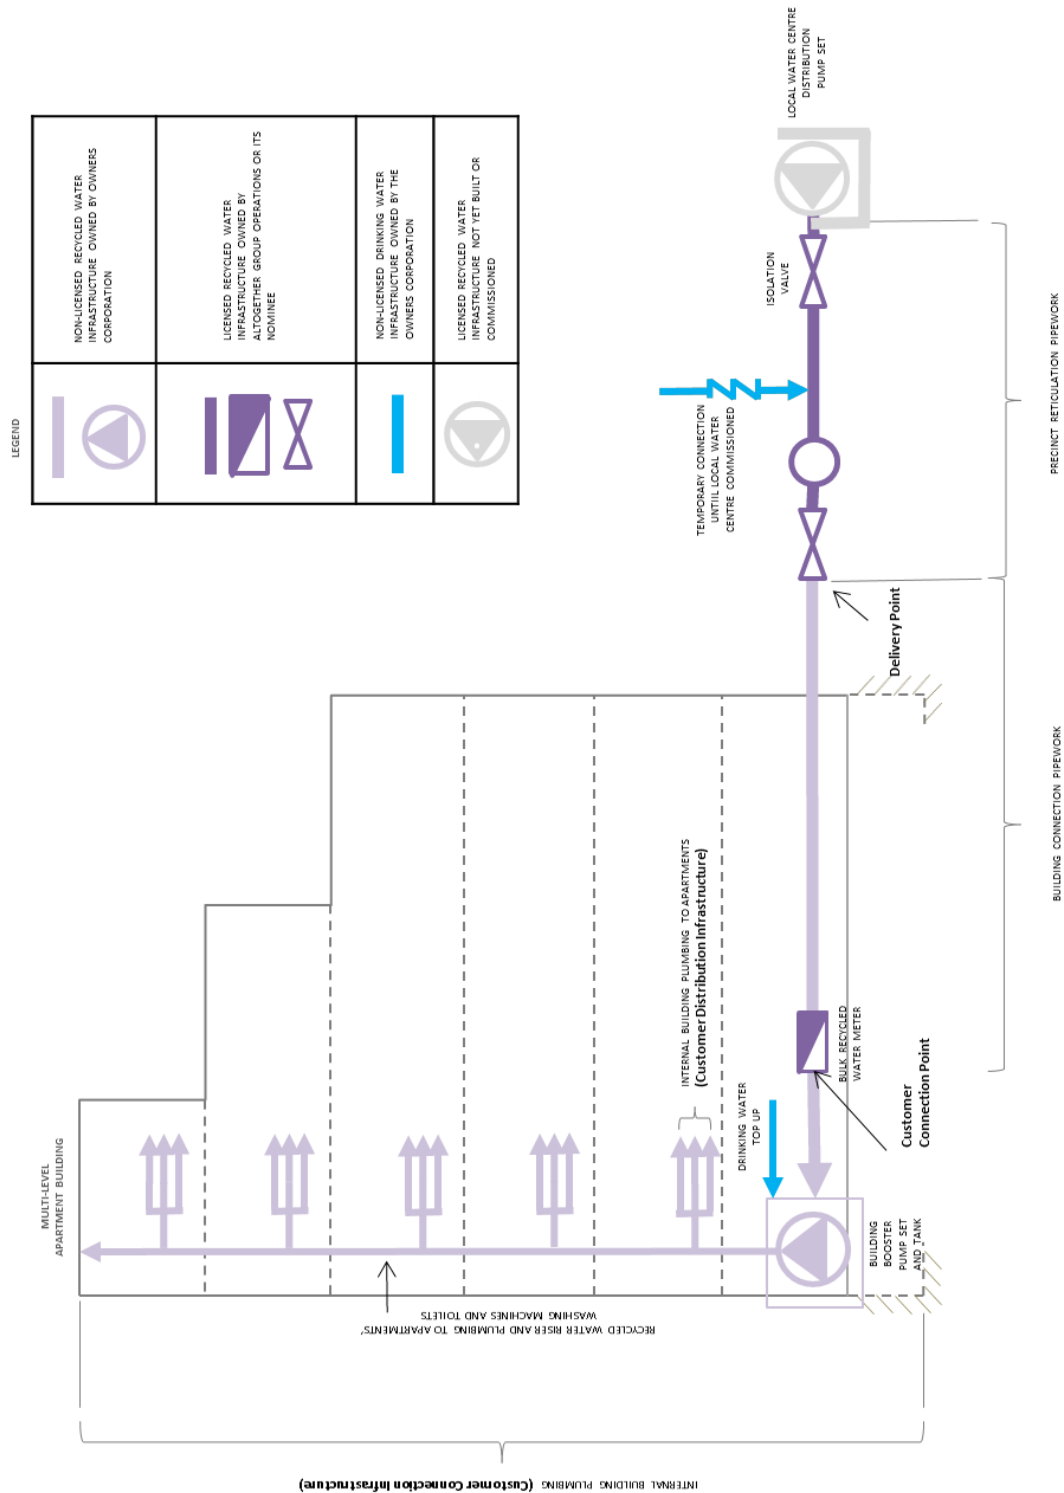 LEGEND
NON-LICENSED RECYCLED WATER
INFRASTRUCTURE OWNED BY OWNERS
CORPORATION
LICENSED RECYCLED WATER
INFRASTRUCTURE OWNED BY
ALTOGETHER GROUP OPERATIONS OR ITS
NOMINEE
NON-LICENSED DRINKING WATER
INFRASTRUCTURE OWNED BY THE
OWNERS CORPORATION
LICENSED RECYCLED WATER
INFRASTRUCTURE NOT YET BUILT OR
COMMISSIONED
MULTI-LEVEL
APARTMENT BUILDING
INTERNAL BUILDING PLUMBING (Customer Connection Infrastructure)
RECYCLED WATER RISER AND PLUMBING TO APARTMENTS'
WASHING MACHINES AND TOILETS
INTERNAL BUILDING PLUMBING TO APARTMENTS
(Customer Distribution Infrastructure)
DRINKING WATER
TOP UP
BUILDING
BOOSTER
PUMP SET
AND TANK
BULK RECYCLED
WATER METER
Customer
Connection Point
Delivery Point
TEMPORARY CONNECTION
UNTIIL LOCAL WATER
CENTRE COMMISSIONED
ISOLATION
VALVE
LOCAL WATER CENTRE
DISTRIBUTION
PUMP SET
BUILDING CONNECTION PIPEWORK
PRECINCT RETICULATION PIPEWORK